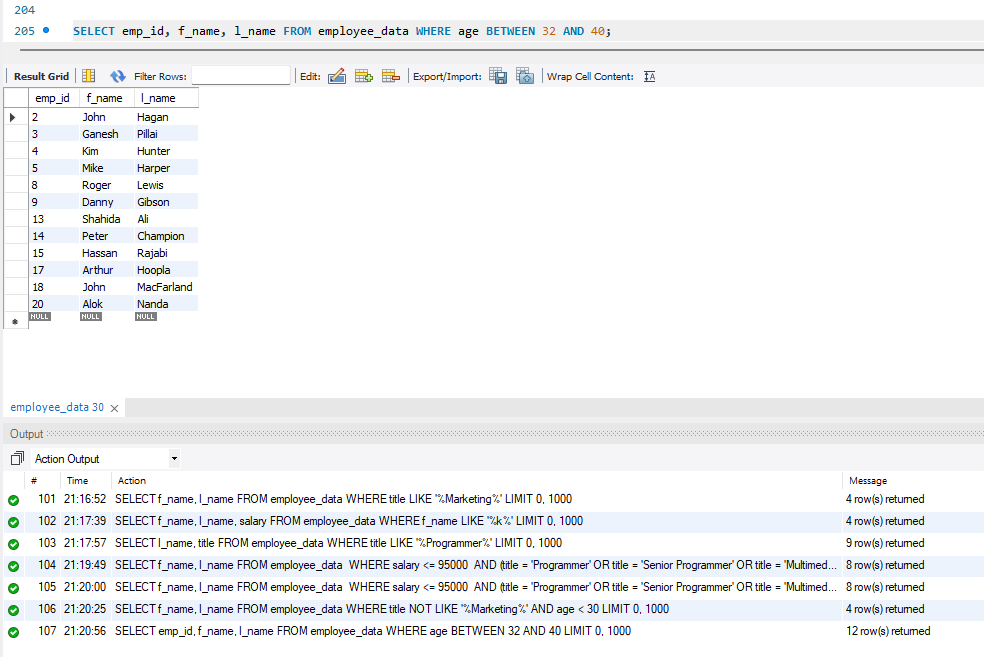 204
205 SELECT emp_id, f_name, l_name FROM employee_data WHERE age BETWEEN 32 AND 40;
Result Grid Filter Rows: Edit: Export/Import: Wrap Cell Content: IA
emp_id f_name l_name
2 John Hagan
3 Ganesh Pillai
4 Kim Hunter
5 Mike Harper
8 Roger Lewis
9 Danny Gibson
13 Shahida Ali
14 Peter Champion
15 Hassan Rajabi
17 Arthur Hoopla
18 John MacFarland
20 Alok Nanda
NULL NULL NULL
employee_data 30
Output
Action Output
# Time Action Message
101 21:16:52 SELECT f_name, l_name FROM employee_data WHERE title LIKE '%Marketing%' LIMIT 0, 1000 4 row(s) returned
102 21:17:39 SELECT f_name, l_name, salary FROM employee_data WHERE f_name LIKE '%k%' LIMIT 0, 1000 4 row(s) returned
103 21:17:57 SELECT l_name, title FROM employee_data WHERE title LIKE '%Programmer%' LIMIT 0, 1000 9 row(s) returned
104 21:19:49 SELECT f_name, l_name FROM employee_data  WHERE salary <= 95000  AND (title = 'Programmer' OR title = 'Senior Programmer' OR title = 'Multimed... 8 row(s) returned
105 21:20:00 SELECT f_name, l_name FROM employee_data  WHERE salary <= 95000  AND (title = 'Programmer' OR title = 'Senior Programmer' OR title = 'Multimed... 8 row(s) returned
106 21:20:25 SELECT f_name, l_name FROM employee_data WHERE title NOT LIKE '%Marketing%' AND age < 30 LIMIT 0, 1000 4 row(s) returned
107 21:20:56 SELECT emp_id, f_name, l_name FROM employee_data WHERE age BETWEEN 32 AND 40 LIMIT 0, 1000 12 row(s) returned